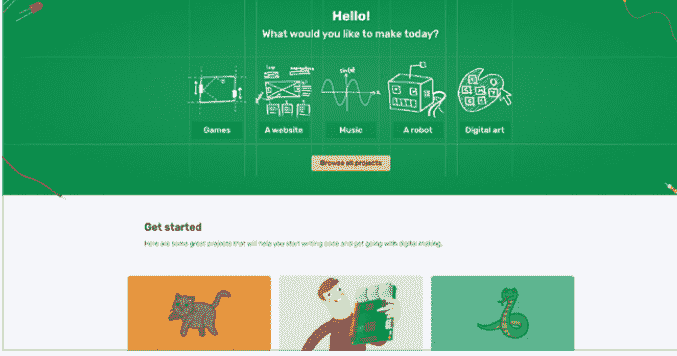 Hello!
What would you like to make today?
Games
A website
Music
A robot
Digital art
Browse all projects
Get started
Here are some great projects that will help you start writing code and get going with digital making.